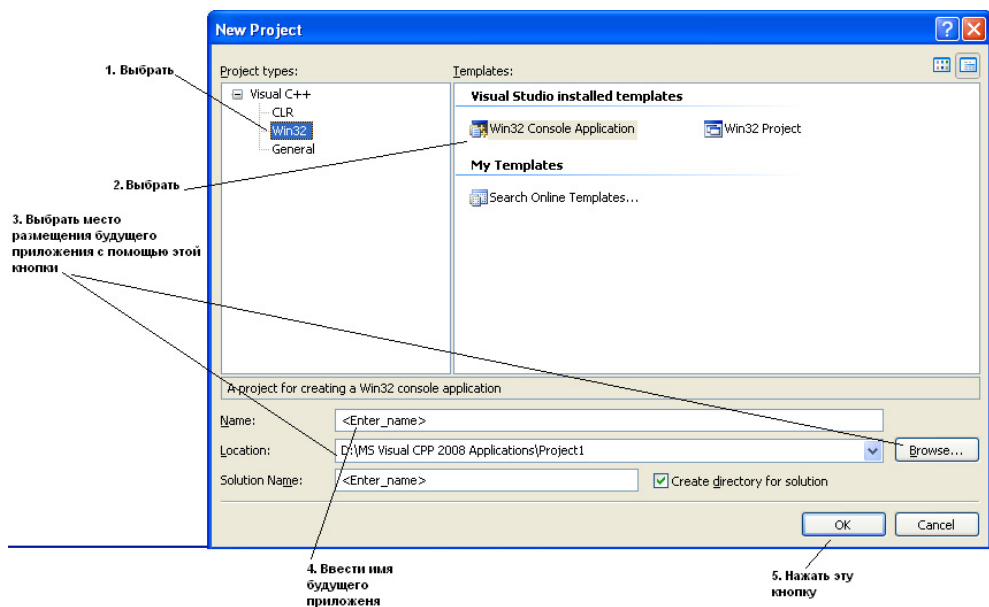 New Project
1. Выбрать
Project types:
Templates:
Visual C++
CLR
Win32
General
Visual Studio installed templates
Win32 Console Application
Win32 Project
My Templates
Search Online Templates...
2. Выбрать
3. Выбрать место
размещения будущего
приложения с помощью этой
кнопки
A project for creating a Win32 console application
Name:
<Enter_name>
Location:
D:\MS Visual CPP 2008 Applications\Project1
Browse...
Solution Name:
<Enter_name>
Create directory for solution
OK
Cancel
4. Ввести имя
будущего
приложеня
5. Нажать эту
кнопку